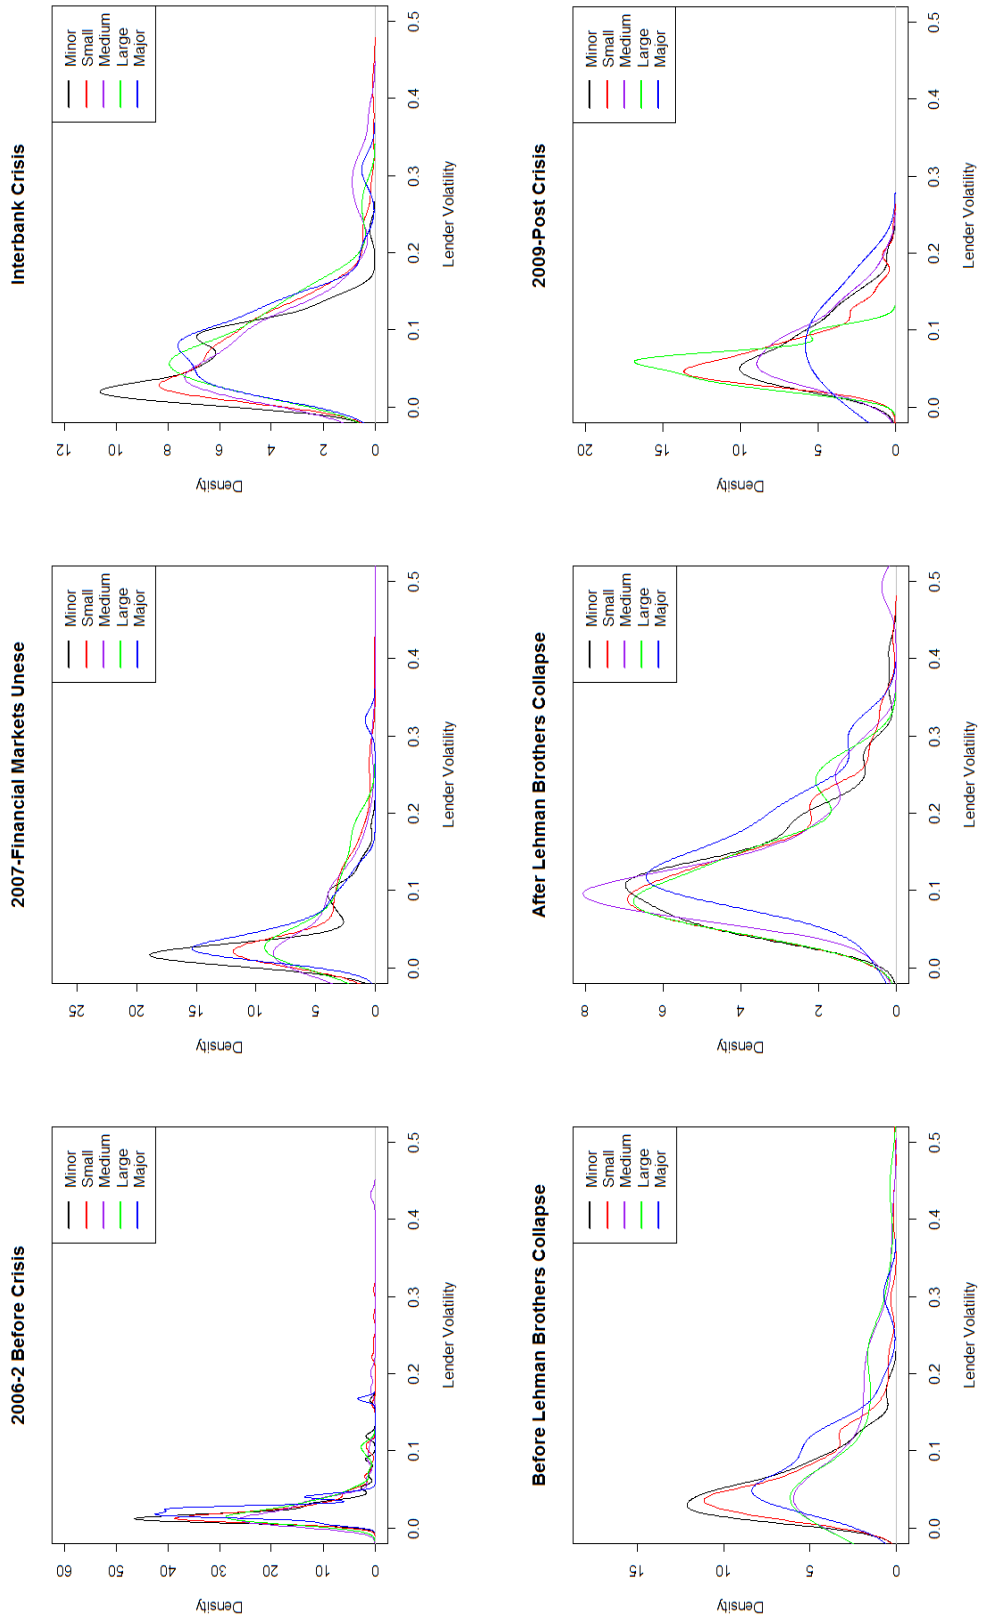 2006-2 Before Crisis
Minor
Small
Medium
Large
Major
Density
0 10 20 30 40 50 60
0.0 0.1 0.2 0.3 0.4 0.5
Lender Volatility
2007-Financial Markets Unese
Minor
Small
Medium
Large
Major
Density
0 5 10 15 20 25
0.0 0.1 0.2 0.3 0.4 0.5
Lender Volatility
Interbank Crisis
Minor
Small
Medium
Large
Major
Density
0 2 4 6 8 10 12
0.0 0.1 0.2 0.3 0.4 0.5
Lender Volatility
Before Lehman Brothers Collapse
Minor
Small
Medium
Large
Major
Density
0 5 10 15
0.0 0.1 0.2 0.3 0.4 0.5
Lender Volatility
After Lehman Brothers Collapse
Minor
Small
Medium
Large
Major
Density
0 2 4 6 8
0.0 0.1 0.2 0.3 0.4 0.5
Lender Volatility
2009-Post Crisis
Minor
Small
Medium
Large
Major
Density
0 5 10 15 20
0.0 0.1 0.2 0.3 0.4 0.5
Lender Volatility